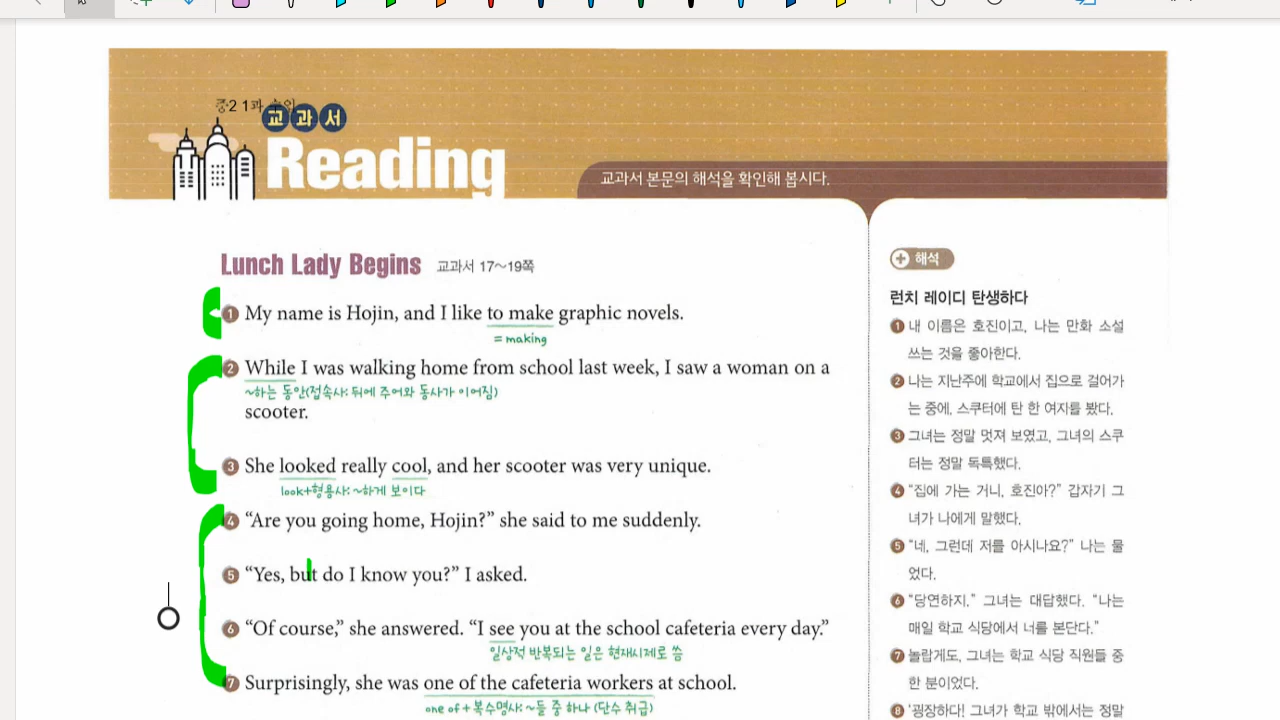 중2 1과 수업
교과서
Reading
교과서 본문의 해석을 확인해 봅시다.
Lunch Lady Begins 교과서 17~19쪽
1 My name is Hojin, and I like to make graphic novels.
= making
2 While I was walking home from school last week, I saw a woman on a
~하는 동안(접속사: 뒤에 주어와 동사가 이어짐)
scooter.
3 She looked really cool, and her scooter was very unique.
look+형용사: ~하게 보이다
4 “Are you going home, Hojin?” she said to me suddenly.
5 “Yes, but do I know you?” I asked.
6 “Of course,” she answered. “I see you at the school cafeteria every day.”
일상적 반복되는 일은 현재시제로 씀
7 Surprisingly, she was one of the cafeteria workers at school.
one of + 복수명사: ~들 중 하나 (단수 취급)
+ 해석
런치 레이디 탄생하다
1 내 이름은 호진이고, 나는 만화 소설
쓰는 것을 좋아한다.
2 나는 지난주에 학교에서 집으로 걸어가
는 중에, 스쿠터에 탄 한 여자를 봤다.
3 그녀는 정말 멋져 보였고, 그녀의 스쿠
터는 정말 독특했다.
4 “집에 가는 거니, 호진아?” 갑자기 그
녀가 나에게 말했다.
5 “네, 그런데 저를 아시나요?” 나는 물
었다.
6 “당연하지,” 그녀는 대답했다. “나는
매일 학교 식당에서 너를 본단다.”
7 놀랍게도, 그녀는 학교 식당 직원들 중
한 분이었다.
8 ‘굉장하다! 그녀가 학교 밖에서는 정말